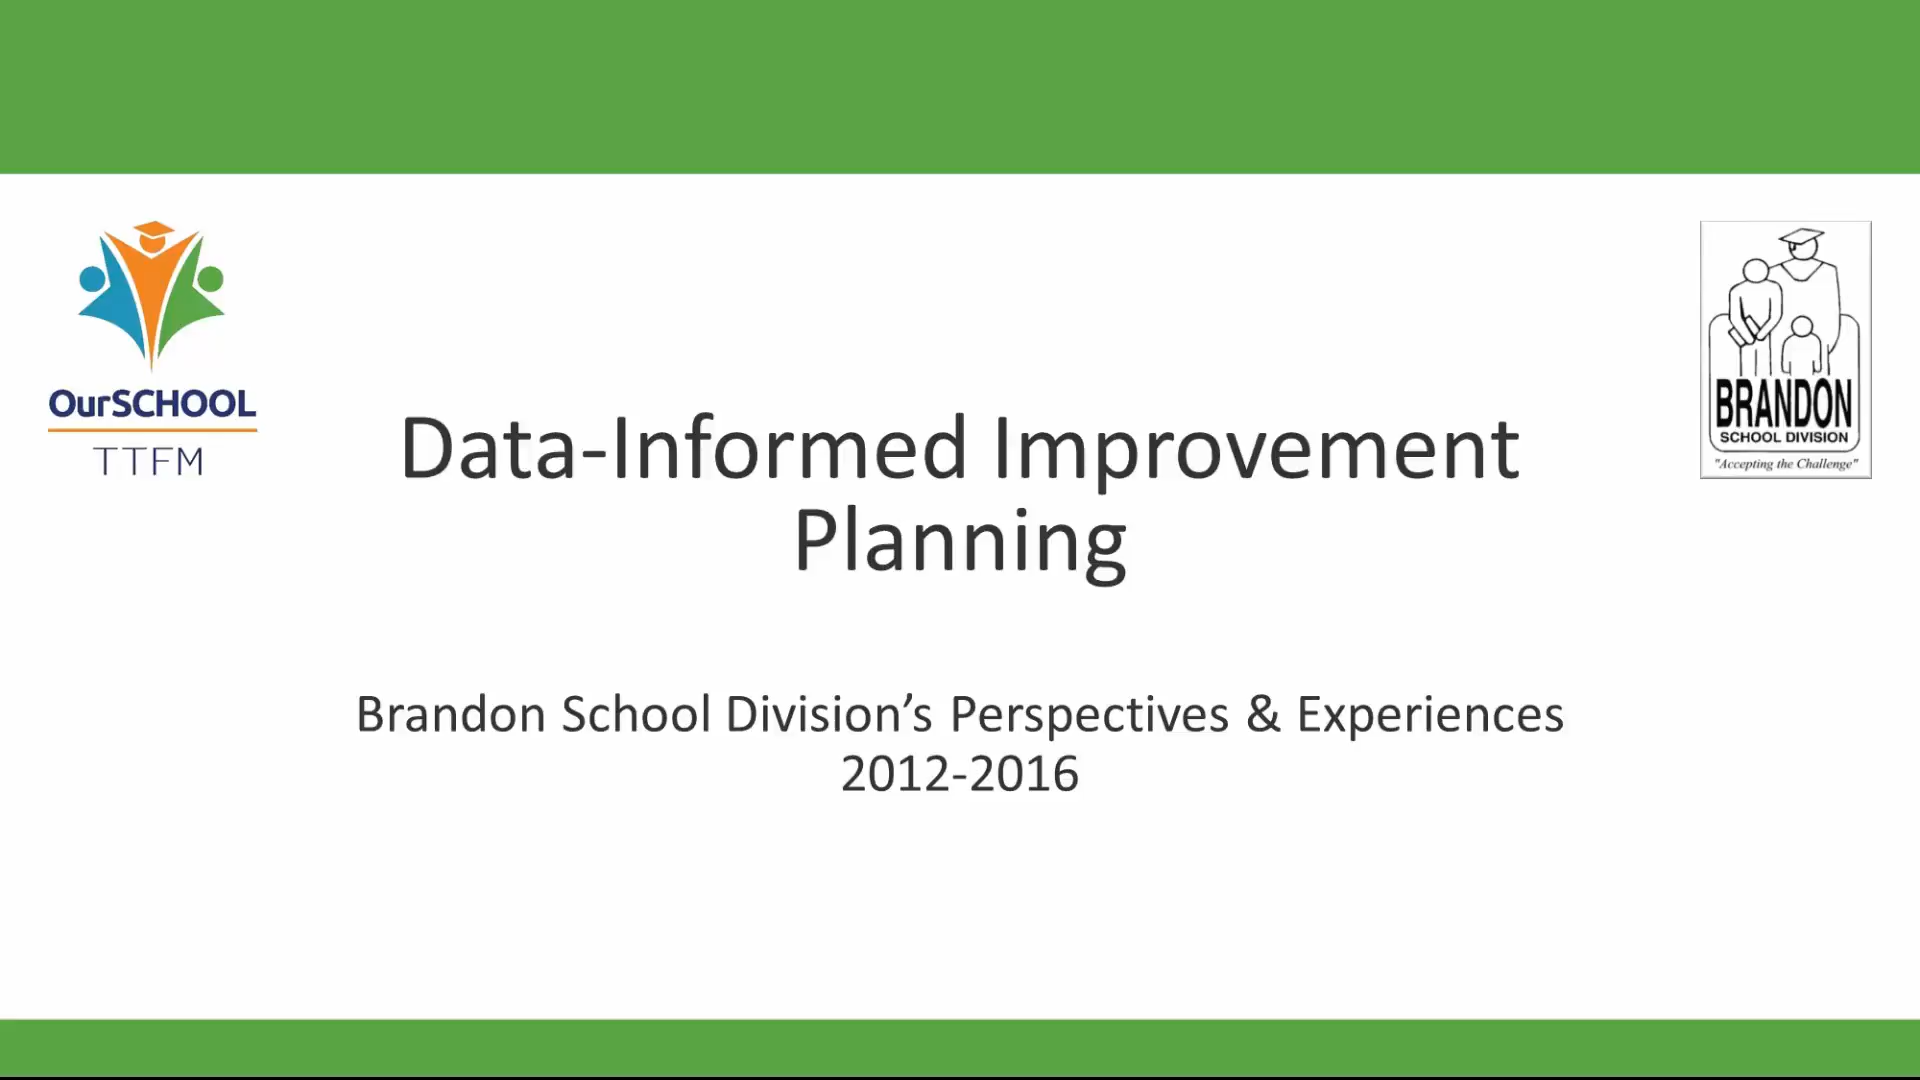 OurSCHOOL
TTFM
BRANDON
SCHOOL DIVISION
"Accepting the Challenge"
Data-Informed Improvement
Planning
Brandon School Division’s Perspectives & Experiences
2012-2016